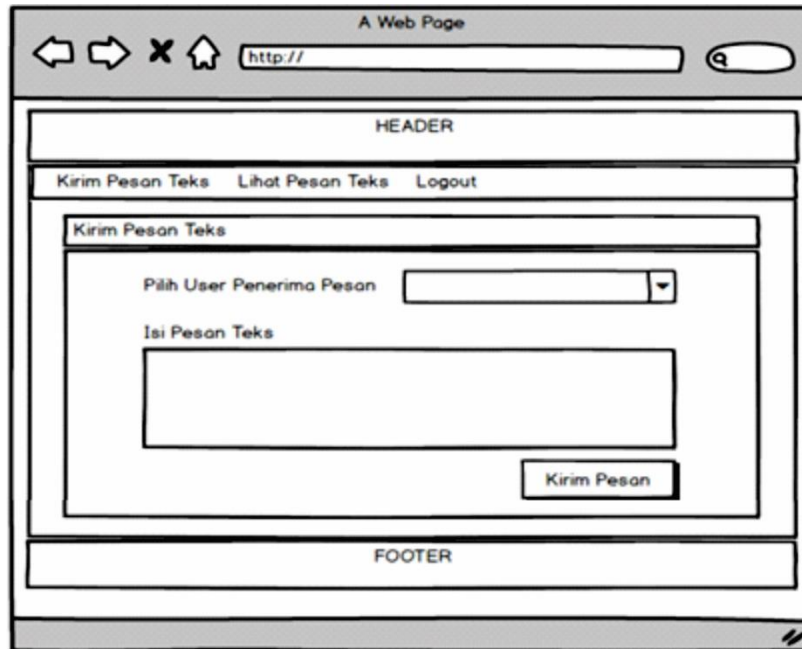 A Web Page
http://
HEADER
Kirim Pesan Teks Lihat Pesan Teks Logout
Kirim Pesan Teks
Pilih User Penerima Pesan
Isi Pesan Teks
Kirim Pesan
FOOTER